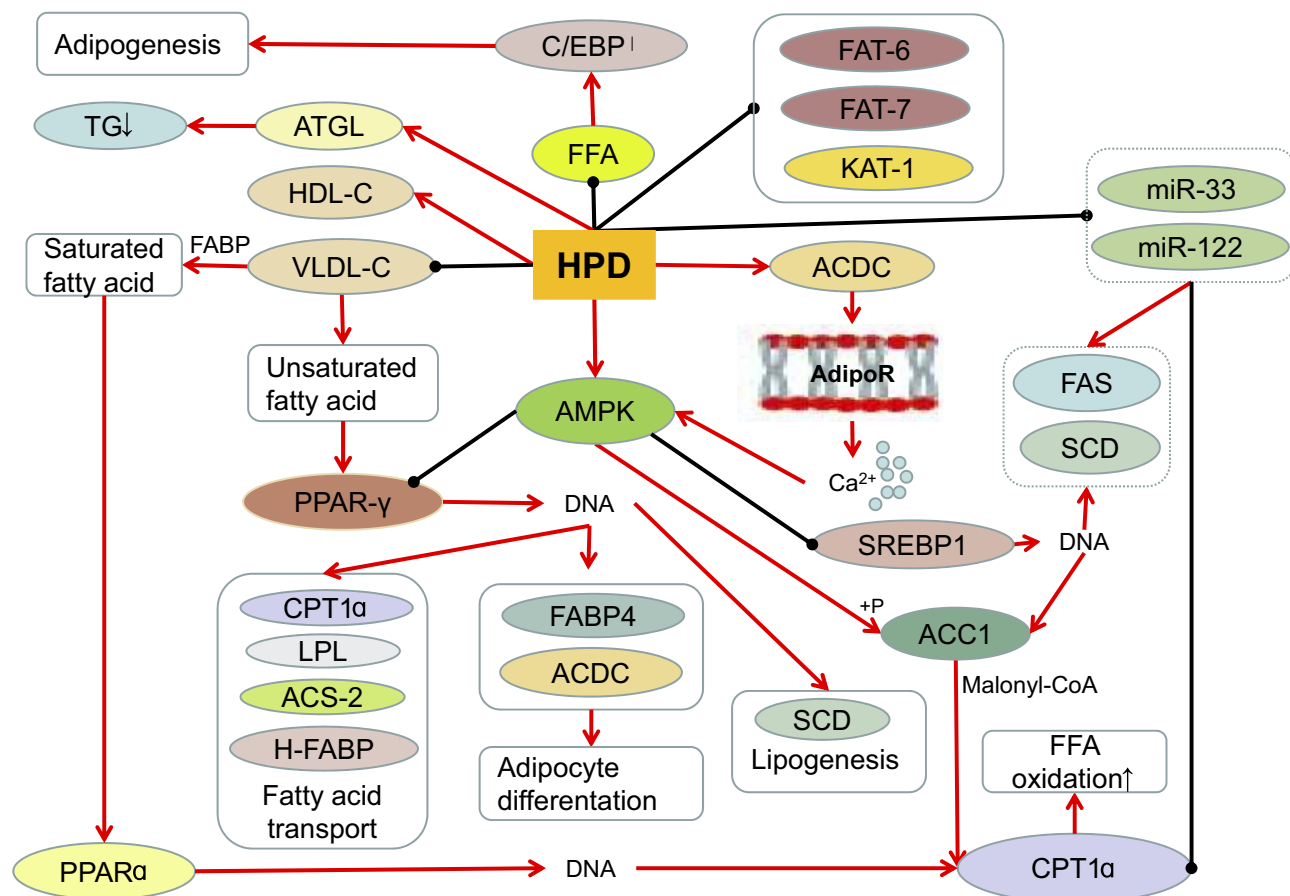 Adipogenesis
C/EBP
FAT-6
FAT-7
KAT-1
TG↓
ATGL
FFA
HDL-C
miR-33
miR-122
Saturated
fatty acid
FABP
VLDL-C
HPD
ACDC
Unsaturated
fatty acid
AdipoR
AMPK
FAS
SCD
Ca²⁺
PPAR-γ
DNA
SREBP1
DNA
CPT1α
LPL
ACS-2
H-FABP
Fatty acid
transport
FABP4
ACDC
Adipocyte
differentation
+P
ACC1
Malonyl-CoA
SCD
Lipogenesis
FFA
oxidation↑
PPARα
DNA
CPT1α